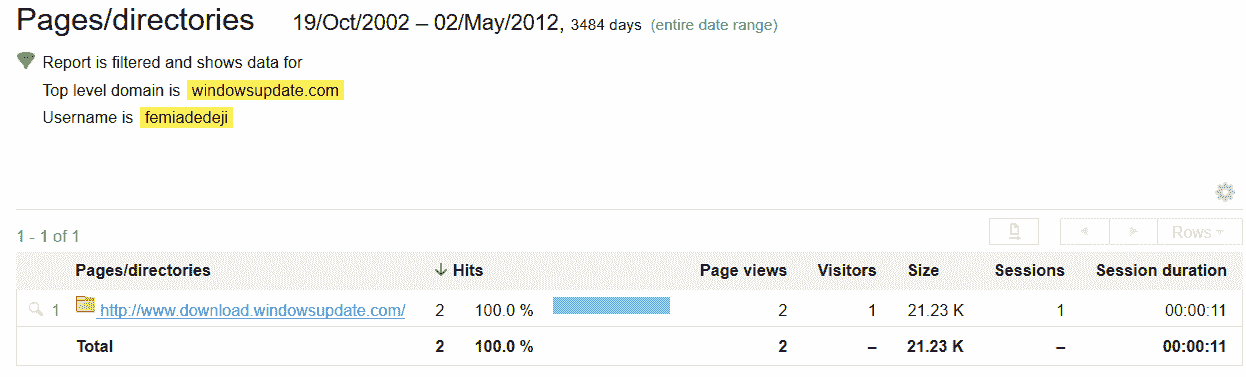 Pages/directories 19/Oct/2002 – 02/May/2012, 3484 days (entire date range)
Report is filtered and shows data for
Top level domain is windowsupdate.com
Username is femiadedeji
1 - 1 of 1 Rows
Pages/directories Hits Page views Visitors Size Sessions Session duration
1 http://www.download.windowsupdate.com/ 2 100.0 % 2 1 21.23 K 1 00:00:11
Total 2 100.0 % 2 – 21.23 K – 00:00:11